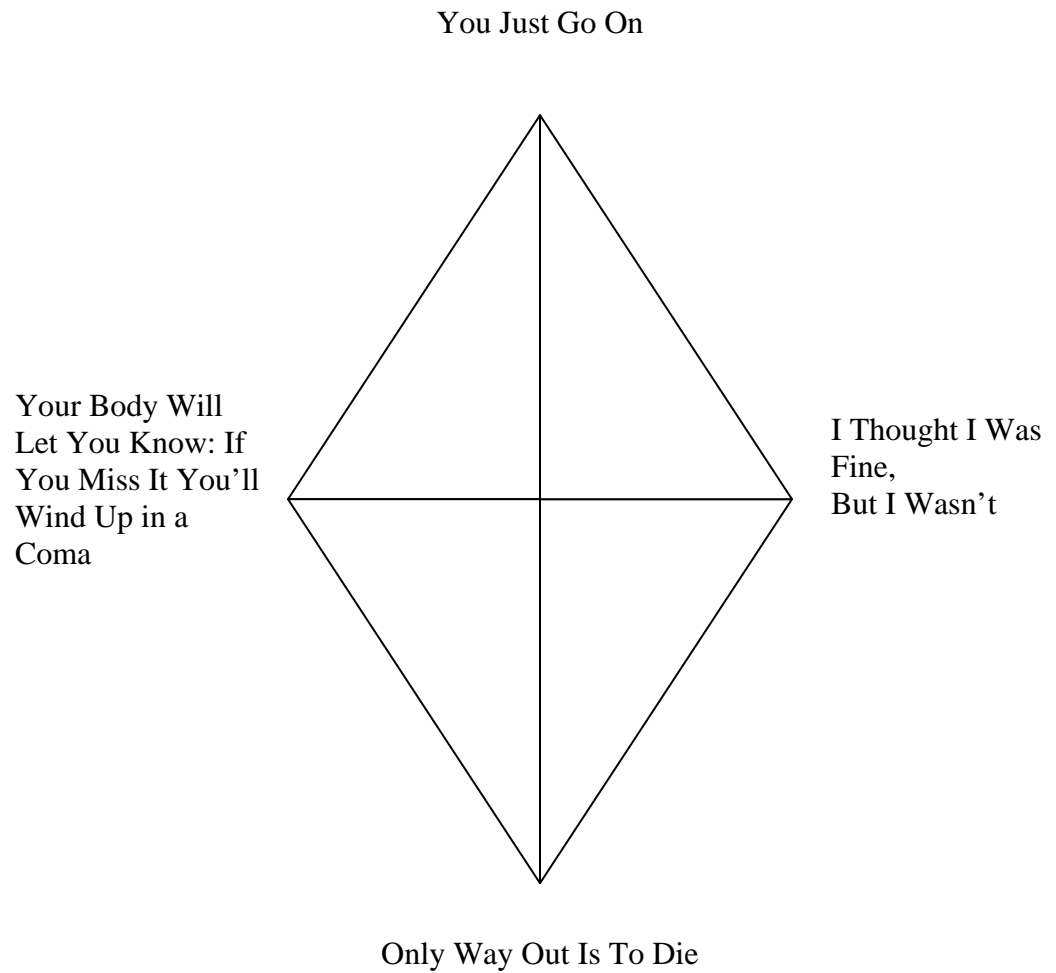 You Just Go On
Your Body Will
Let You Know: If
You Miss It You’ll
Wind Up in a
Coma
I Thought I Was
Fine,
But I Wasn’t
Only Way Out Is To Die